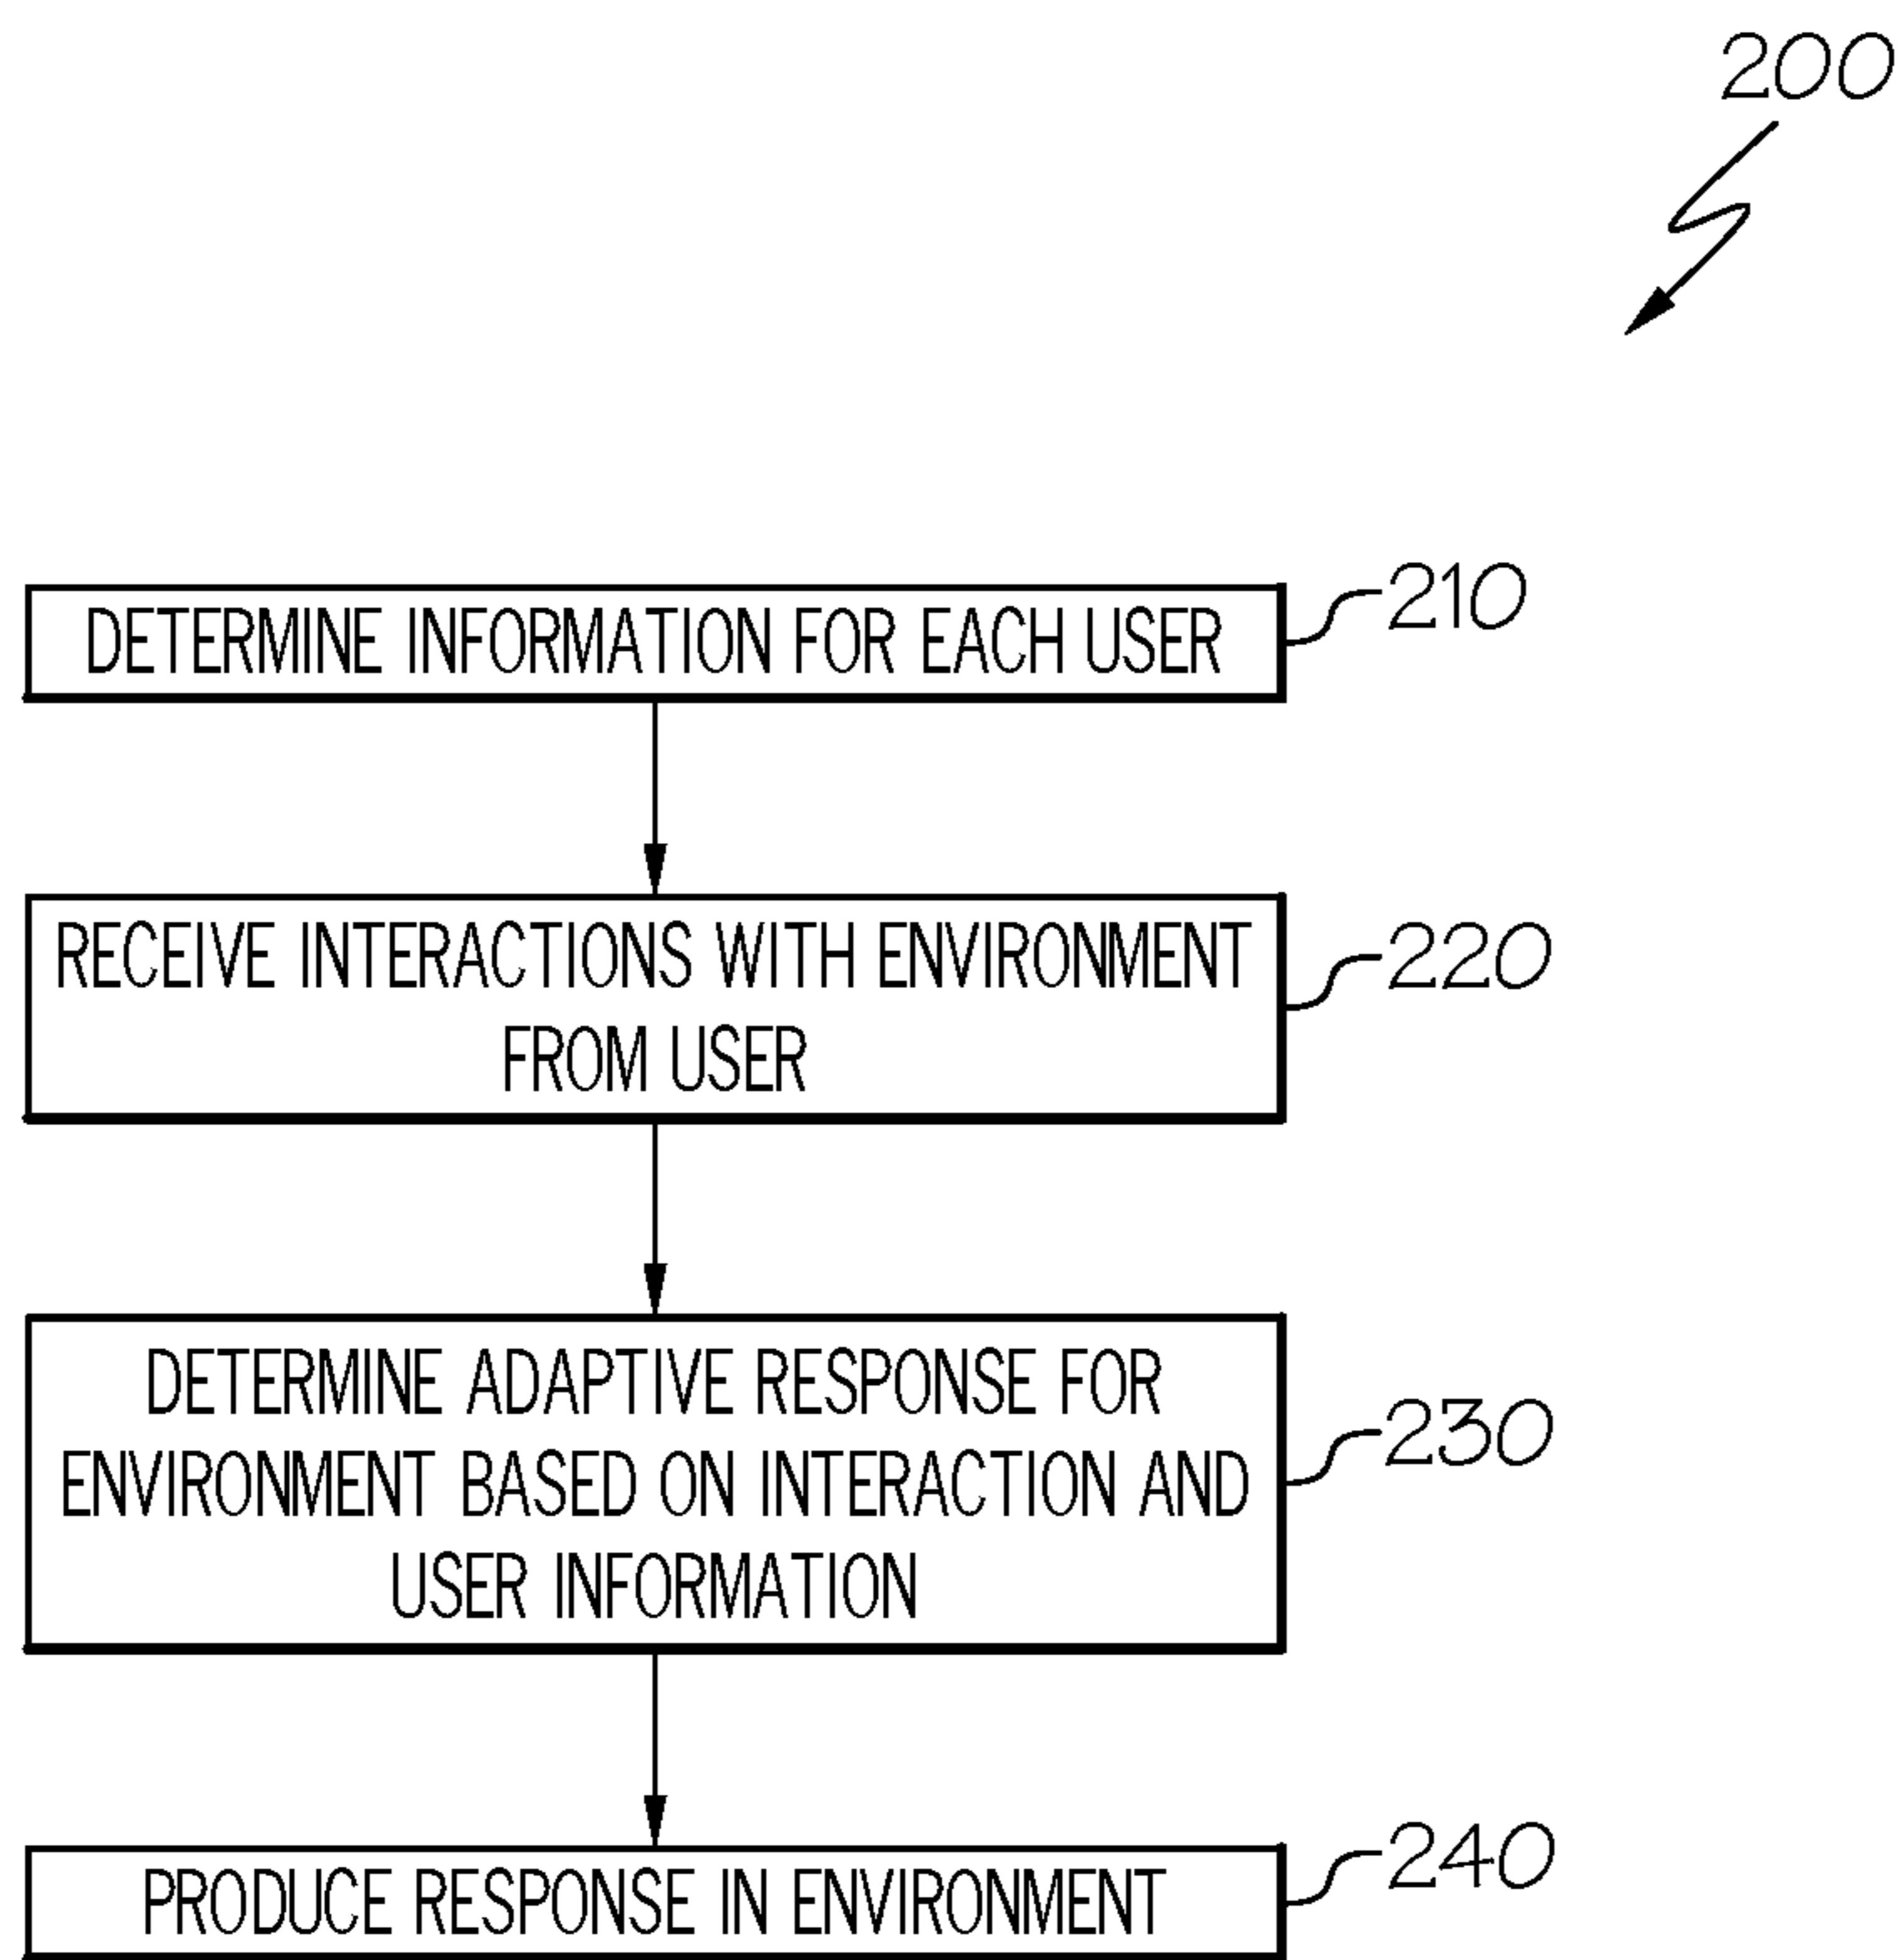 200
DETERMINE INFORMATION FOR EACH USER
210
RECEIVE INTERACTIONS WITH ENVIRONMENT
FROM USER
220
DETERMINE ADAPTIVE RESPONSE FOR
ENVIRONMENT BASED ON INTERACTION AND
USER INFORMATION
230
PRODUCE RESPONSE IN ENVIRONMENT
240